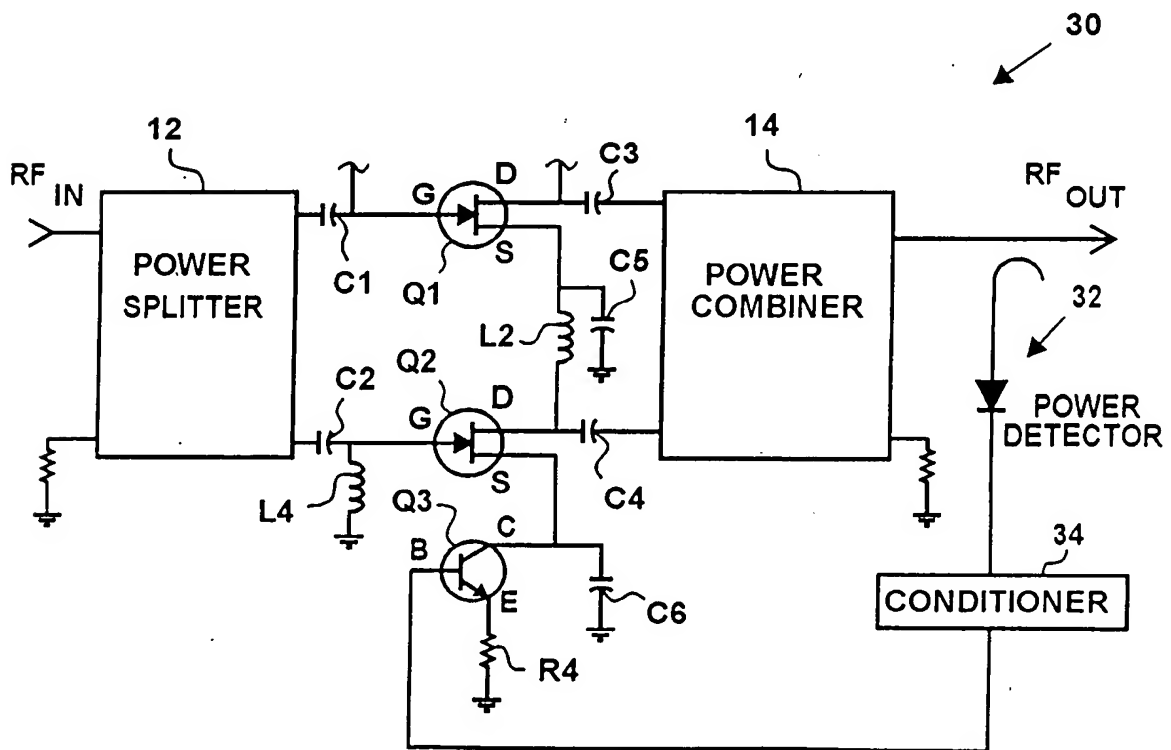 30
12
14
RF IN
G
D
C3
RF OUT
POWER
SPLITTER
C1
Q1
S
C5
POWER
COMBINER
32
L2
C2
Q2
G
D
POWER
DETECTOR
L4
S
C4
Q3
C
B
E
C6
34
CONDITIONER
R4